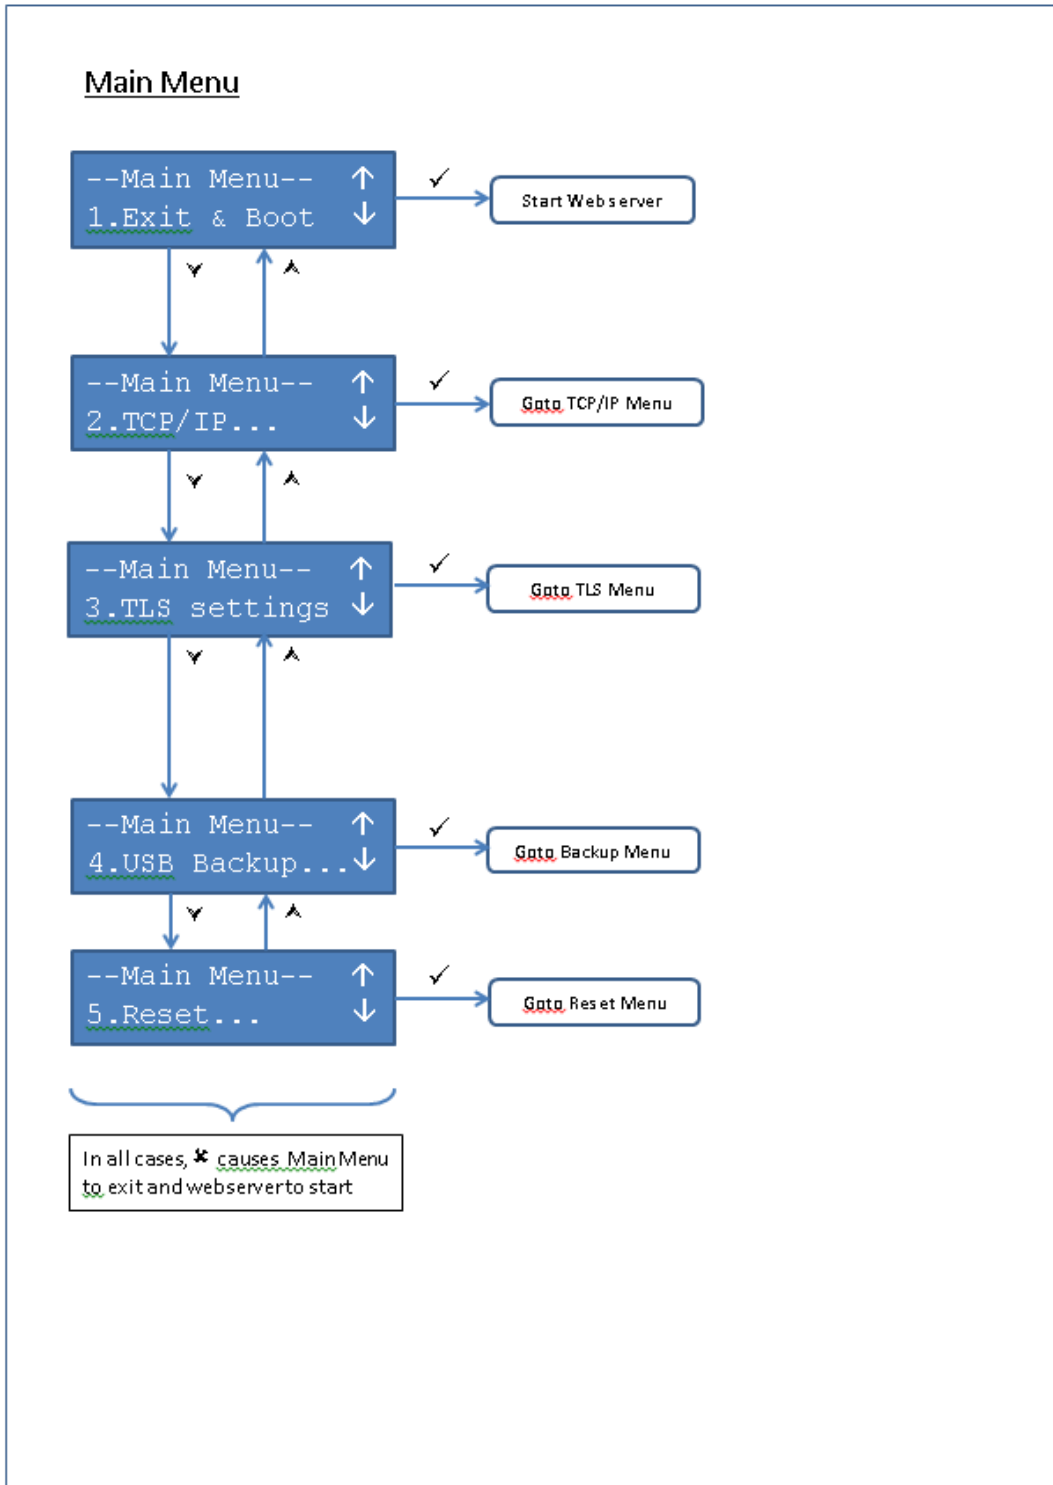 Main Menu
--Main Menu-- ↑
1.Exit & Boot ↓
✓
Start Webserver
--Main Menu-- ↑
2.TCP/IP... ↓
✓
Goto TCP/IP Menu
--Main Menu-- ↑
3.TLS settings ↓
✓
Goto TLS Menu
--Main Menu-- ↑
4.USB Backup...↓
✓
Goto Backup Menu
--Main Menu-- ↑
5.Reset... ↓
✓
Goto Reset Menu
In all cases, ✖ causes Main Menu
to exit and webserver to start